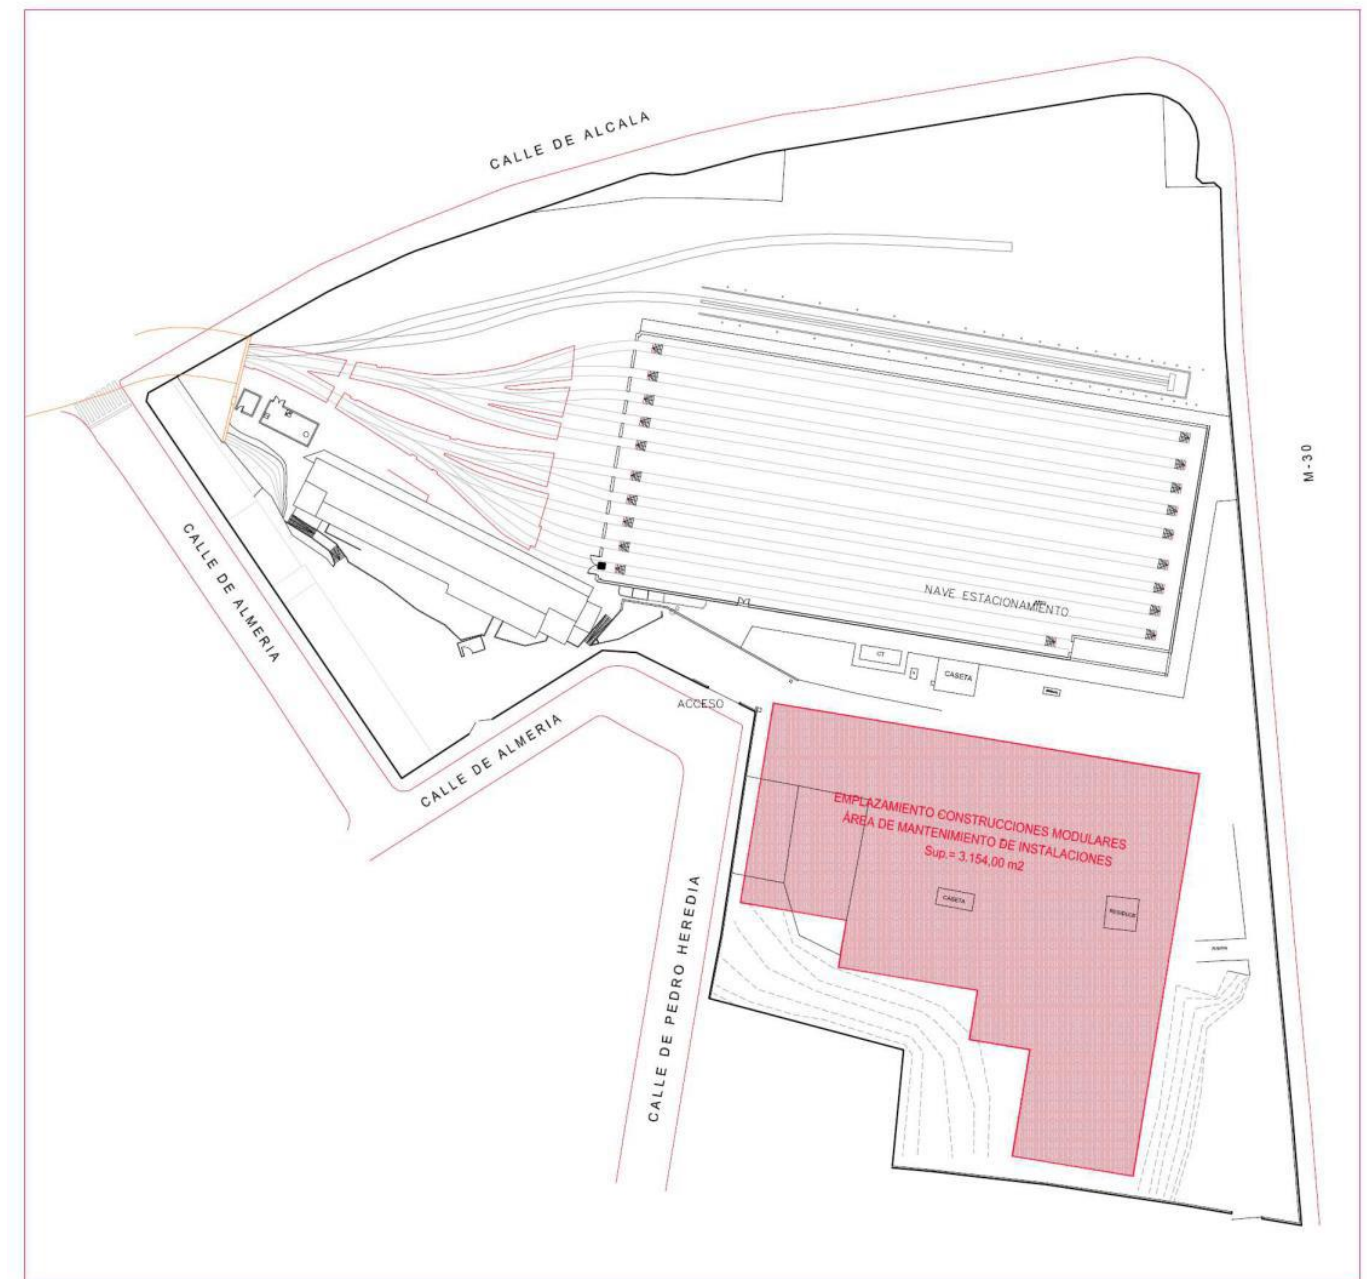 CALLE DE ALCALA
M-30
CALLE DE ALMERIA
NAVE ESTACIONAMIENTO
CT
CASETA
ACCESO
CALLE DE ALMERIA
EMPLAZAMIENTO CONSTRUCCIONES MODULARES
ÁREA DE MANTENIMIENTO DE INSTALACIONES
Sup.= 3.154,00 m2
CASETA
CALLE DE PEDRO HEREDIA